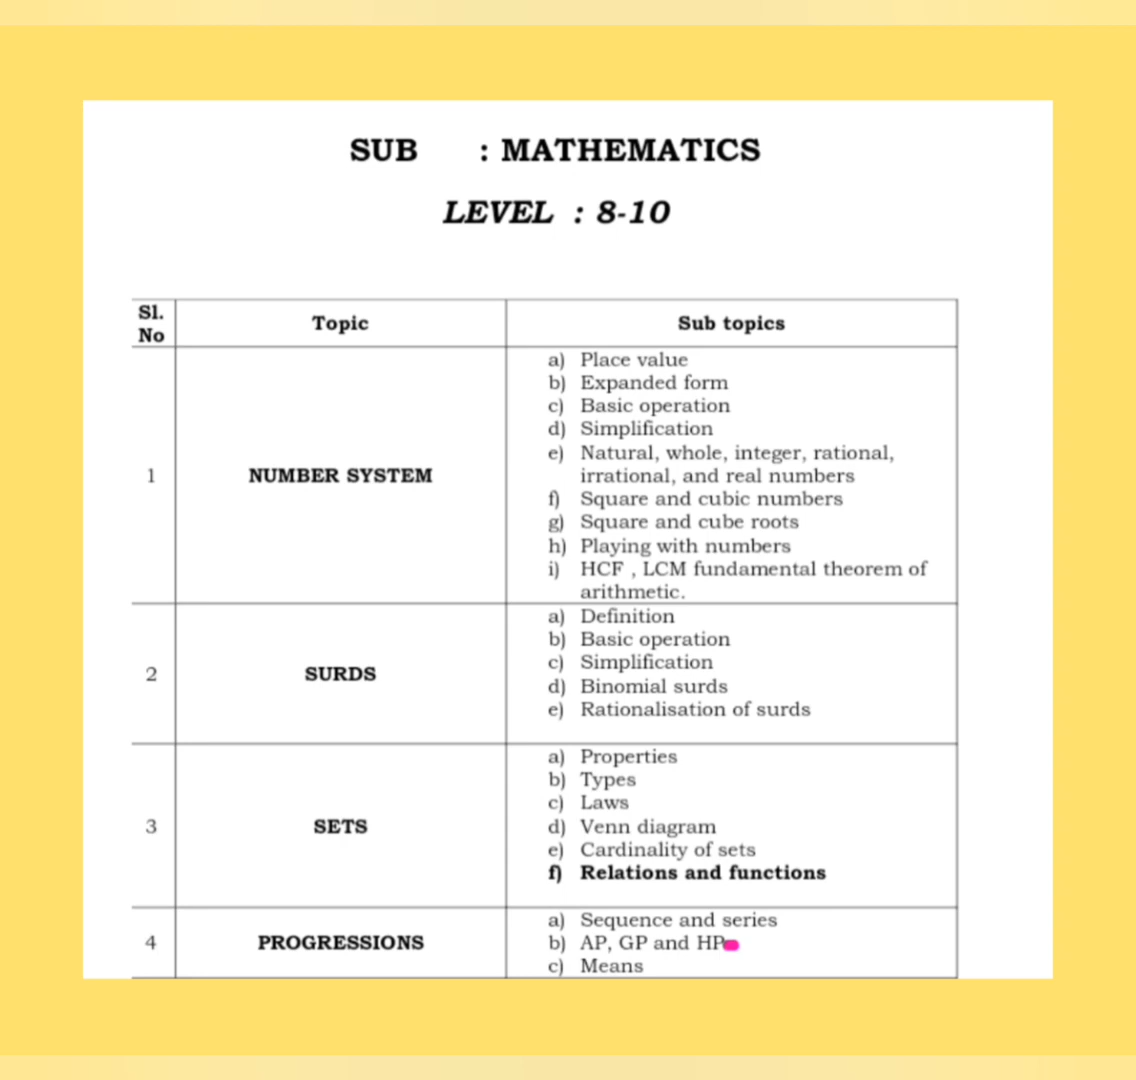 SUB : MATHEMATICS
LEVEL : 8-10
Sl. No Topic Sub topics
1 NUMBER SYSTEM
a) Place value
b) Expanded form
c) Basic operation
d) Simplification
e) Natural, whole, integer, rational,
irrational, and real numbers
f) Square and cubic numbers
g) Square and cube roots
h) Playing with numbers
i) HCF , LCM fundamental theorem of
arithmetic.
2 SURDS
a) Definition
b) Basic operation
c) Simplification
d) Binomial surds
e) Rationalisation of surds
3 SETS
a) Properties
b) Types
c) Laws
d) Venn diagram
e) Cardinality of sets
f) Relations and functions
4 PROGRESSIONS
a) Sequence and series
b) AP, GP and HP
c) Means